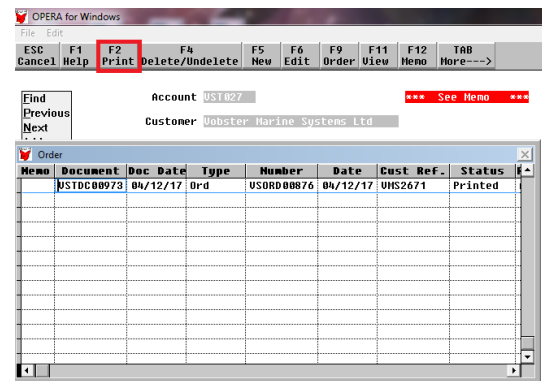 OPERA for Windows
File Edit
ESC F1 F2 F4 F5 F6 F9 F11 F12 TAB
Cancel Help Print Delete/Undelete New Edit Order View Memo More--->
Find Account VST027 *** See Memo ***
Previous
Next Customer Vobster Marine Systems Ltd
Order
Memo Document Doc Date Type Number Date Cust Ref. Status
VSTDC00973 04/12/17 Ord VSORD00876 04/12/17 VMS2671 Printed